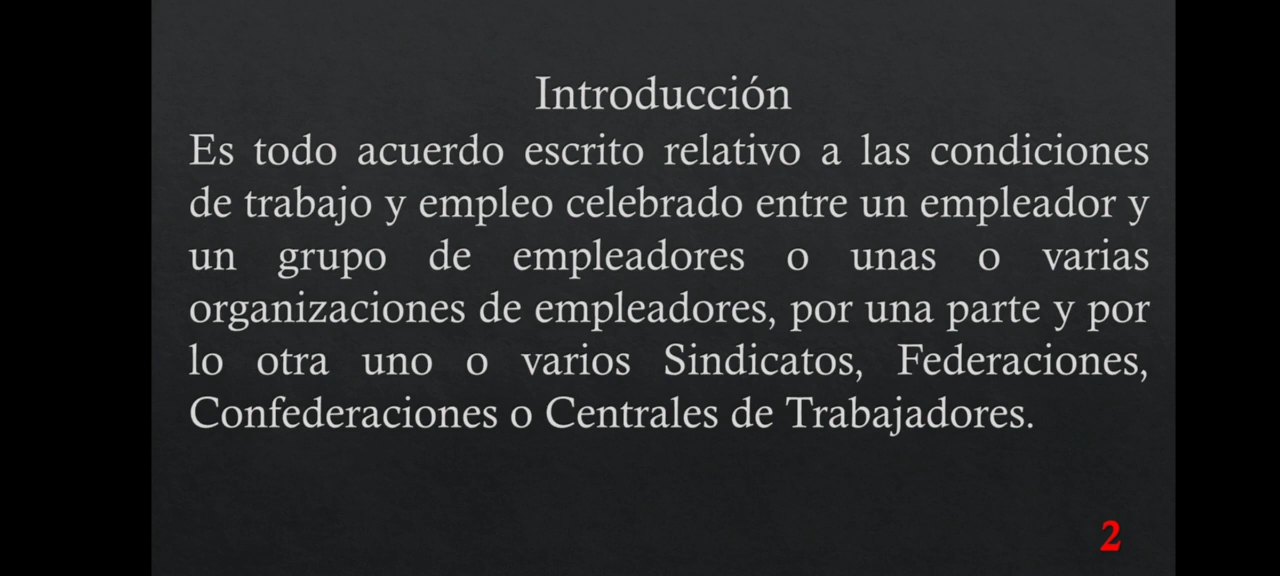 Introducción
Es todo acuerdo escrito relativo a las condiciones
de trabajo y empleo celebrado entre un empleador y
un grupo de empleadores o unas o varias
organizaciones de empleadores, por una parte y por
lo otra uno o varios Sindicatos, Federaciones,
Confederaciones o Centrales de Trabajadores.
2